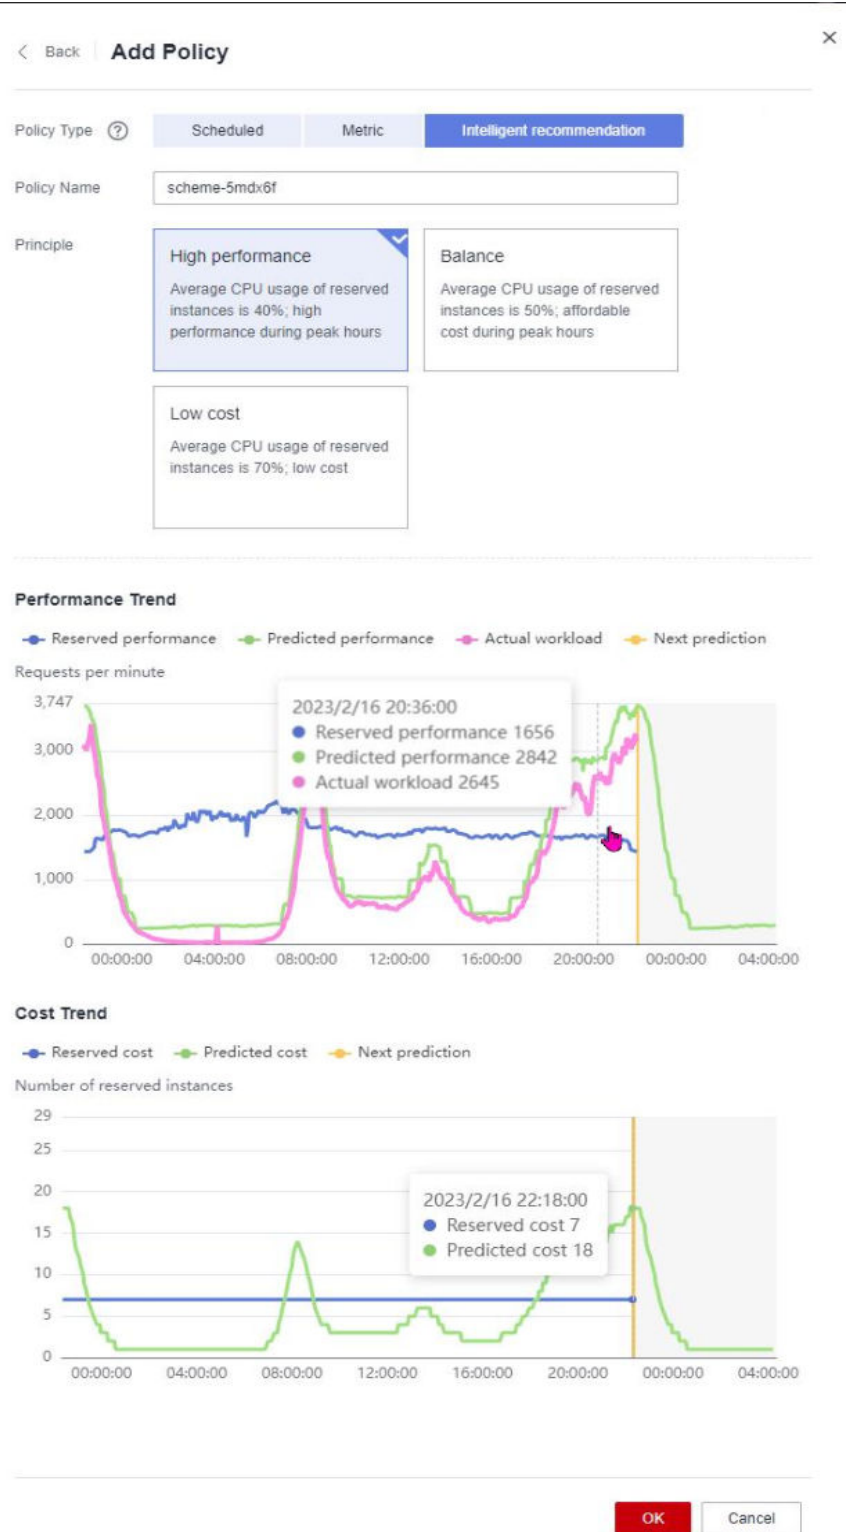 Back Add Policy
Policy Type ? Scheduled Metric Intelligent recommendation
Policy Name scheme-5mdx6f
Principle
High performance
Average CPU usage of reserved
instances is 40%; high
performance during peak hours
Balance
Average CPU usage of reserved
instances is 50%; affordable
cost during peak hours
Low cost
Average CPU usage of reserved
instances is 70%; low cost
Performance Trend
Reserved performance Predicted performance Actual workload Next prediction
Requests per minute
3,747
3,000
2,000
1,000
0
2023/2/16 20:36:00
Reserved performance 1656
Predicted performance 2842
Actual workload 2645
00:00:00 04:00:00 08:00:00 12:00:00 16:00:00 20:00:00 00:00:00 04:00:00
Cost Trend
Reserved cost Predicted cost Next prediction
Number of reserved instances
29
25
20
15
10
5
0
2023/2/16 22:18:00
Reserved cost 7
Predicted cost 18
00:00:00 04:00:00 08:00:00 12:00:00 16:00:00 20:00:00 00:00:00 04:00:00
OK Cancel